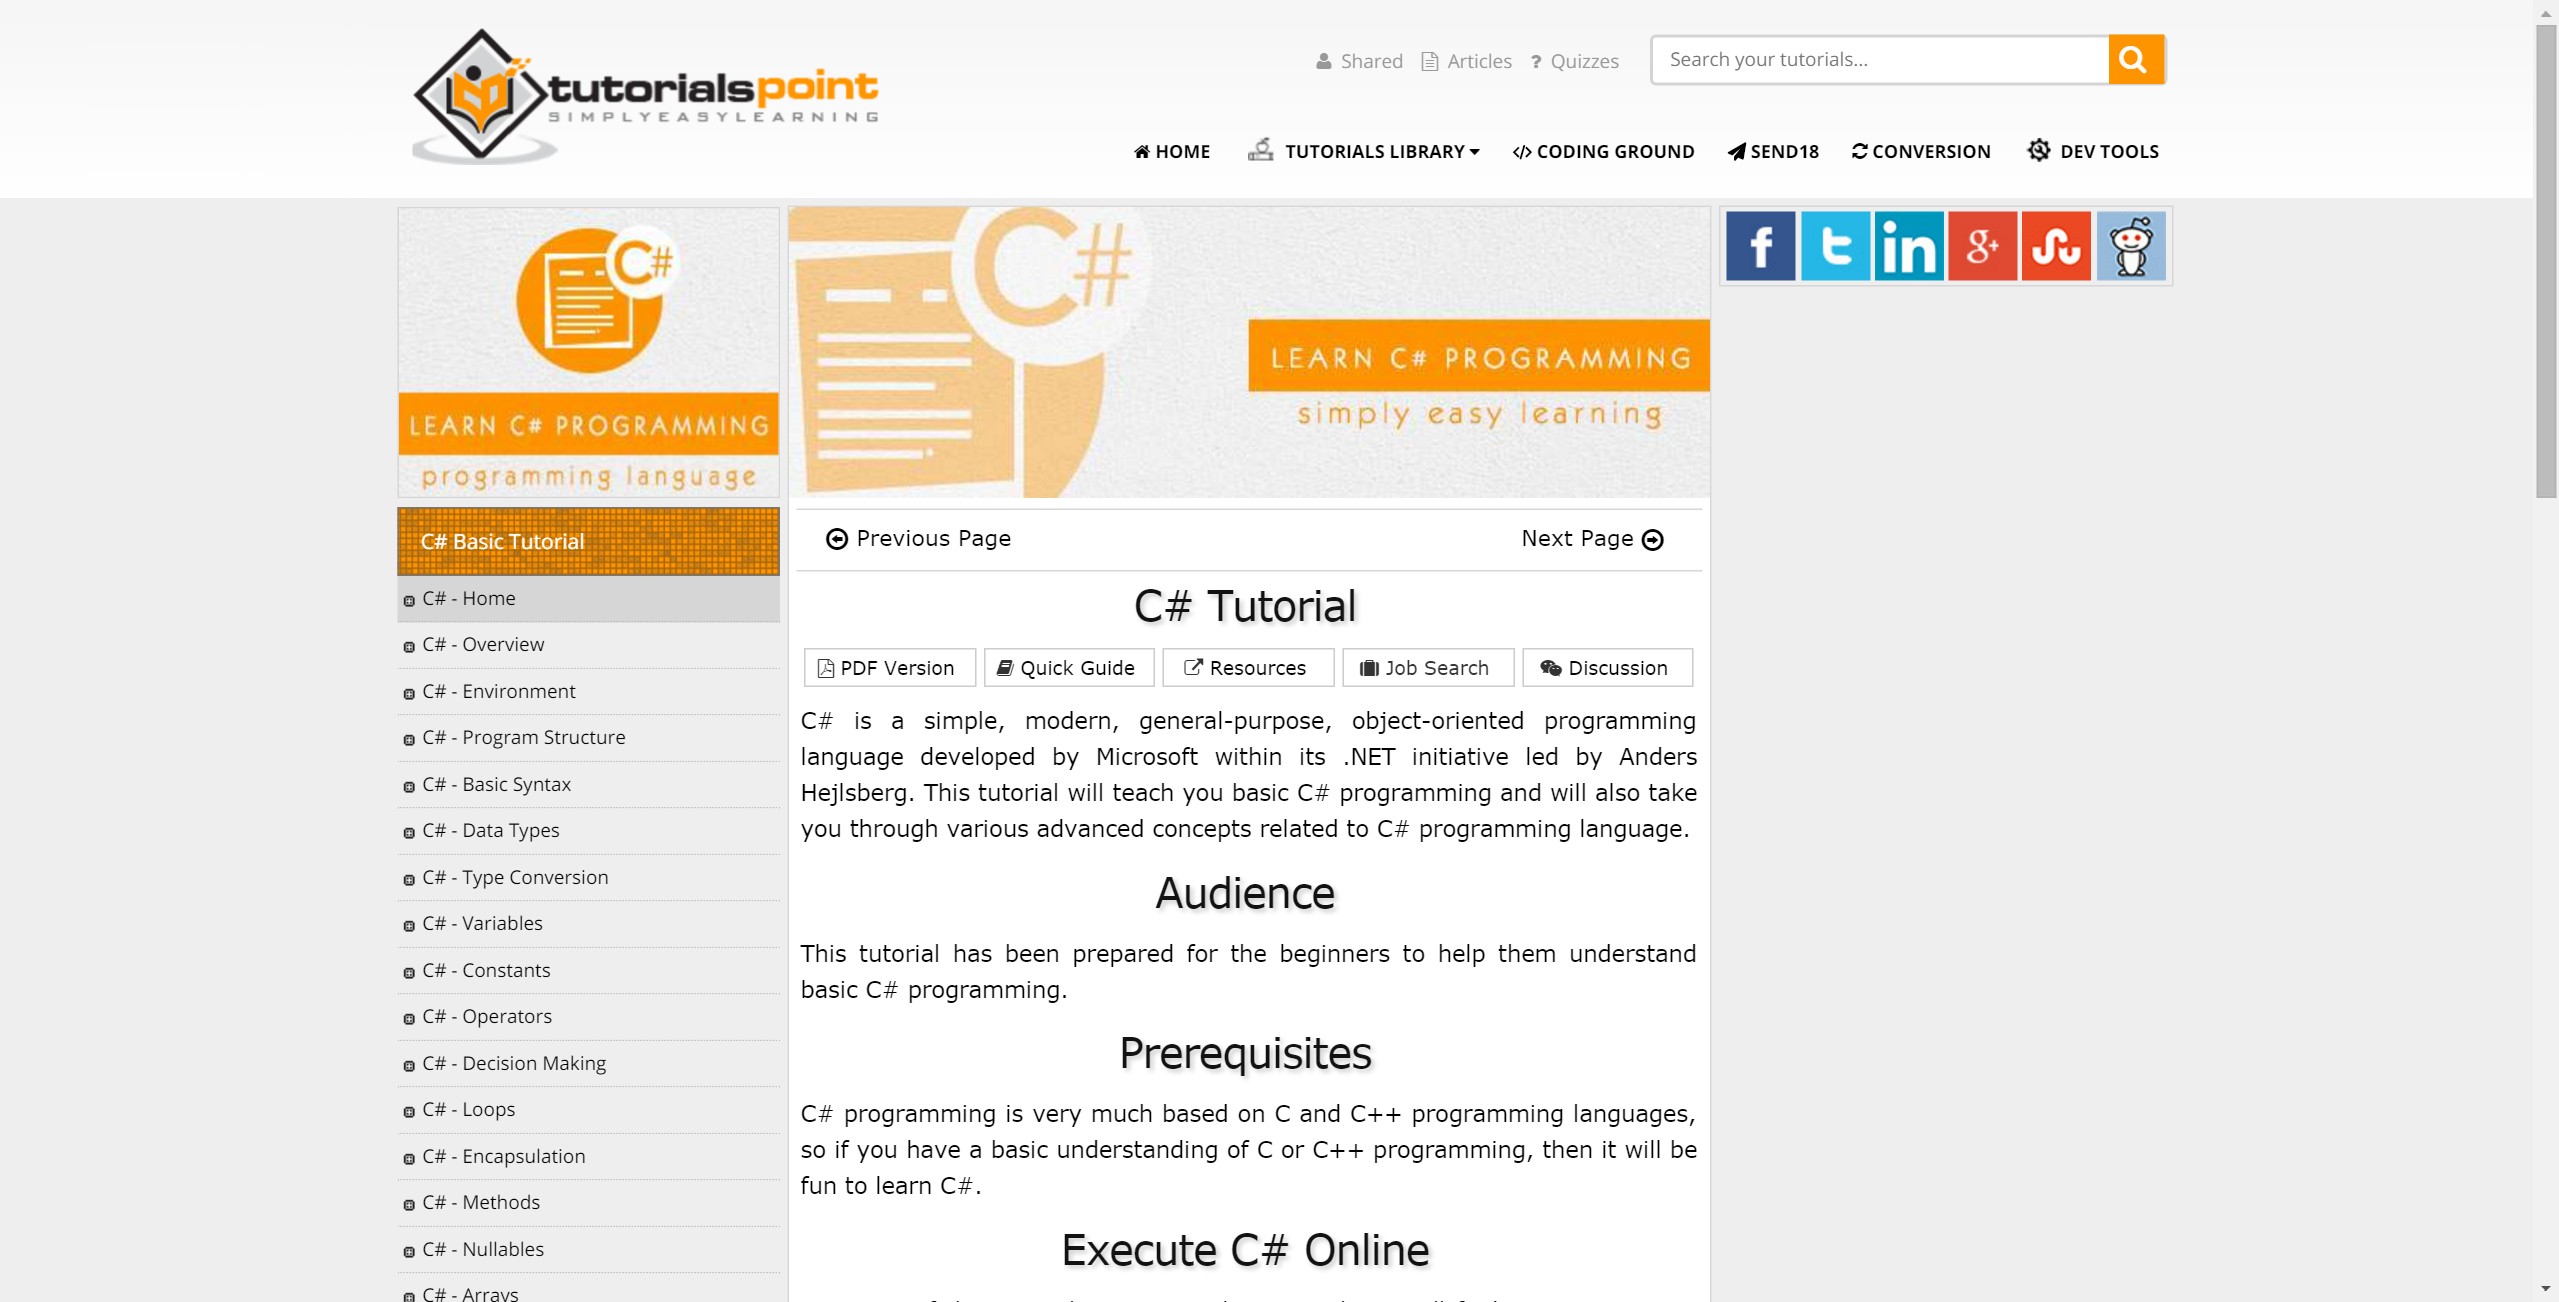 tutorialspoint
SIMPLYEASYLEARNING
Shared Articles ? Quizzes
Search your tutorials...
HOME TUTORIALS LIBRARY </> CODING GROUND SEND18 CONVERSION DEV TOOLS
C#
LEARN C# PROGRAMMING
programming language
C# Basic Tutorial
C# - Home
C# - Overview
C# - Environment
C# - Program Structure
C# - Basic Syntax
C# - Data Types
C# - Type Conversion
C# - Variables
C# - Constants
C# - Operators
C# - Decision Making
C# - Loops
C# - Encapsulation
C# - Methods
C# - Nullables
C# - Arrays
C#
LEARN C# PROGRAMMING
simply easy learning
Previous Page Next Page
C# Tutorial
PDF Version Quick Guide Resources Job Search Discussion
C# is a simple, modern, general-purpose, object-oriented programming
language developed by Microsoft within its .NET initiative led by Anders
Hejlsberg. This tutorial will teach you basic C# programming and will also take
you through various advanced concepts related to C# programming language.
Audience
This tutorial has been prepared for the beginners to help them understand
basic C# programming.
Prerequisites
C# programming is very much based on C and C++ programming languages,
so if you have a basic understanding of C or C++ programming, then it will be
fun to learn C#.
Execute C# Online
f t in g+